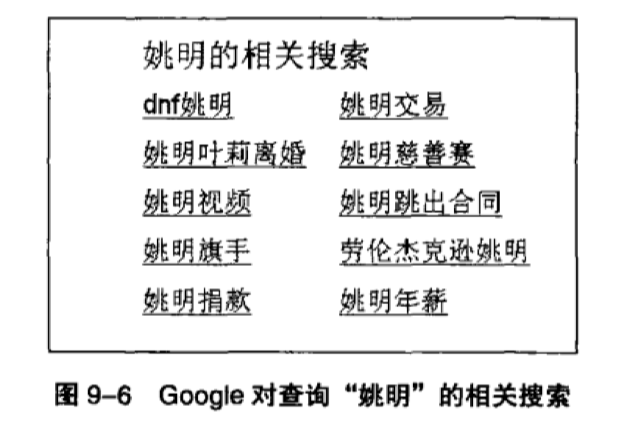 姚明的相关搜索
dnf姚明 姚明交易
姚明叶莉离婚 姚明慈善赛
姚明视频 姚明跳出合同
姚明旗手 劳伦杰克逊姚明
姚明捐款 姚明年薪
图 9-6 Google 对查询“姚明”的相关搜索